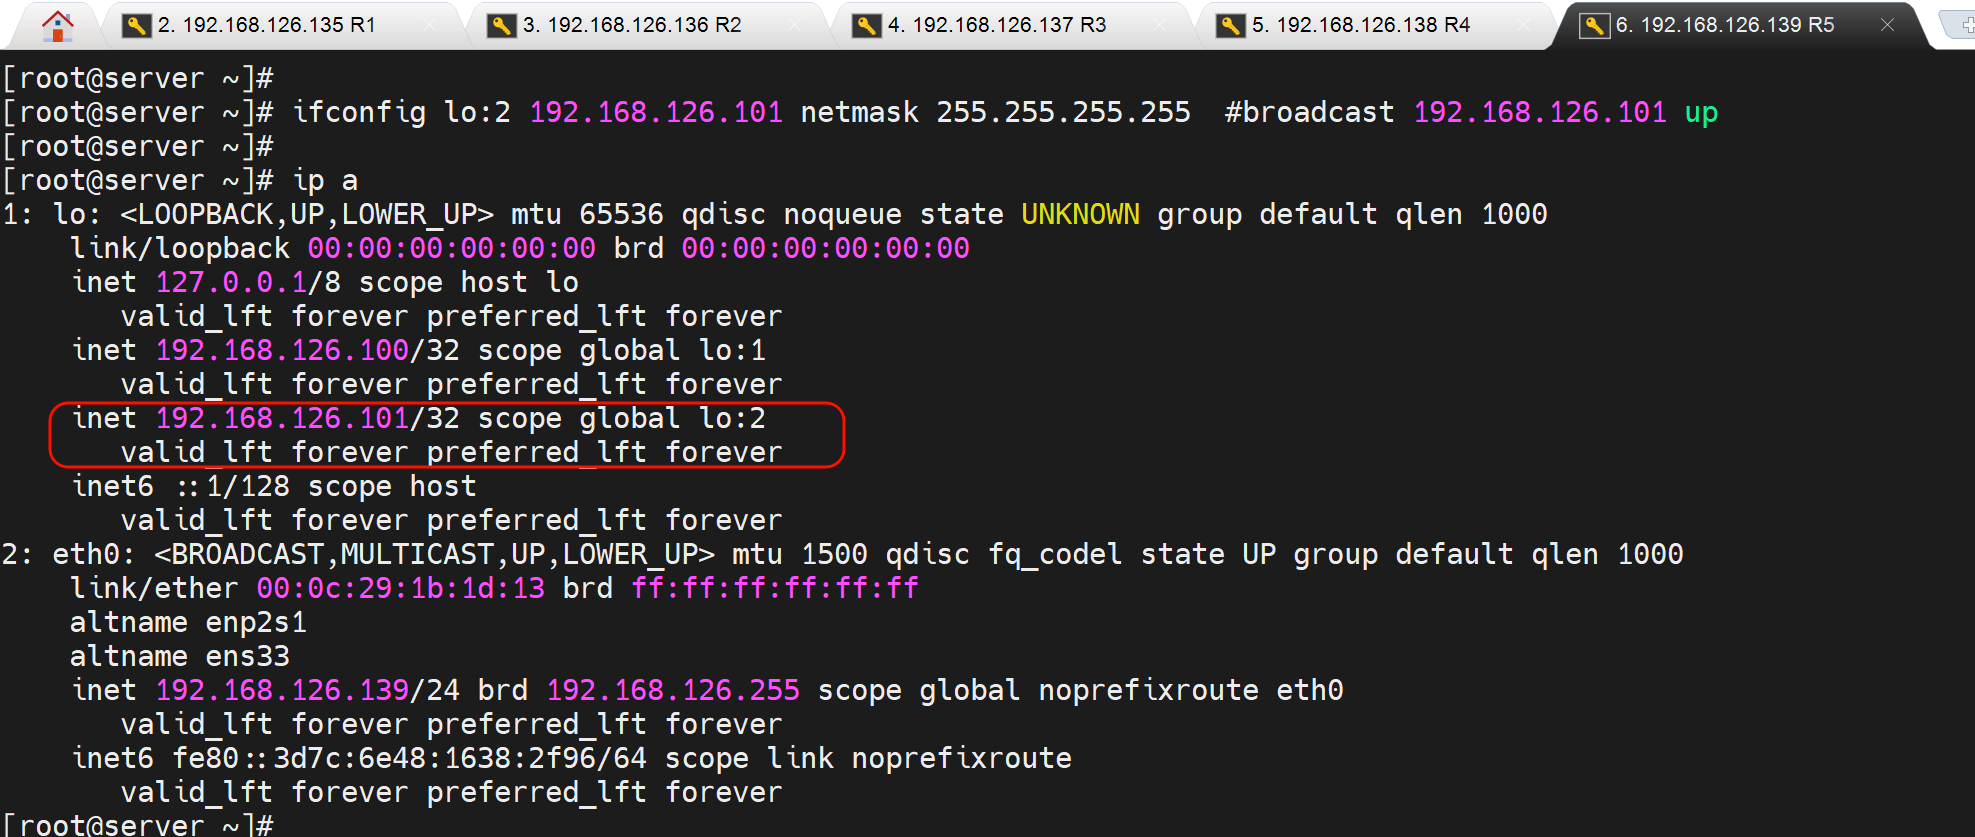 2. 192.168.126.135 R1
3. 192.168.126.136 R2
4. 192.168.126.137 R3
5. 192.168.126.138 R4
6. 192.168.126.139 R5
[root@server ~]#
[root@server ~]# ifconfig lo:2 192.168.126.101 netmask 255.255.255.255  #broadcast 192.168.126.101 up
[root@server ~]#
[root@server ~]# ip a
1: lo: <LOOPBACK,UP,LOWER_UP> mtu 65536 qdisc noqueue state UNKNOWN group default qlen 1000
    link/loopback 00:00:00:00:00:00 brd 00:00:00:00:00:00
    inet 127.0.0.1/8 scope host lo
       valid_lft forever preferred_lft forever
    inet 192.168.126.100/32 scope global lo:1
       valid_lft forever preferred_lft forever
    inet 192.168.126.101/32 scope global lo:2
       valid_lft forever preferred_lft forever
    inet6 ::1/128 scope host
       valid_lft forever preferred_lft forever
2: eth0: <BROADCAST,MULTICAST,UP,LOWER_UP> mtu 1500 qdisc fq_codel state UP group default qlen 1000
    link/ether 00:0c:29:1b:1d:13 brd ff:ff:ff:ff:ff:ff
    altname enp2s1
    altname ens33
    inet 192.168.126.139/24 brd 192.168.126.255 scope global noprefixroute eth0
       valid_lft forever preferred_lft forever
    inet6 fe80::3d7c:6e48:1638:2f96/64 scope link noprefixroute
       valid_lft forever preferred_lft forever
[root@server ~]#